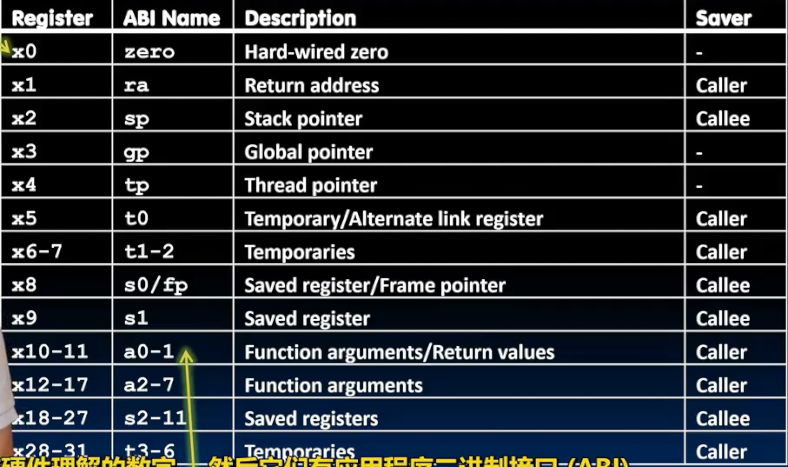 Register ABI Name Description Saver
x0 zero Hard-wired zero -
x1 ra Return address Caller
x2 sp Stack pointer Callee
x3 gp Global pointer -
x4 tp Thread pointer -
x5 t0 Temporary/Alternate link register Caller
x6-7 t1-2 Temporaries Caller
x8 s0/fp Saved register/Frame pointer Callee
x9 s1 Saved register Callee
x10-11 a0-1 Function arguments/Return values Caller
x12-17 a2-7 Function arguments Caller
x18-27 s2-11 Saved registers Callee
x28-31 t3-6 Temporaries Caller
硬件理解的数字 然后它们有应用程序二进制接口 (ABI)